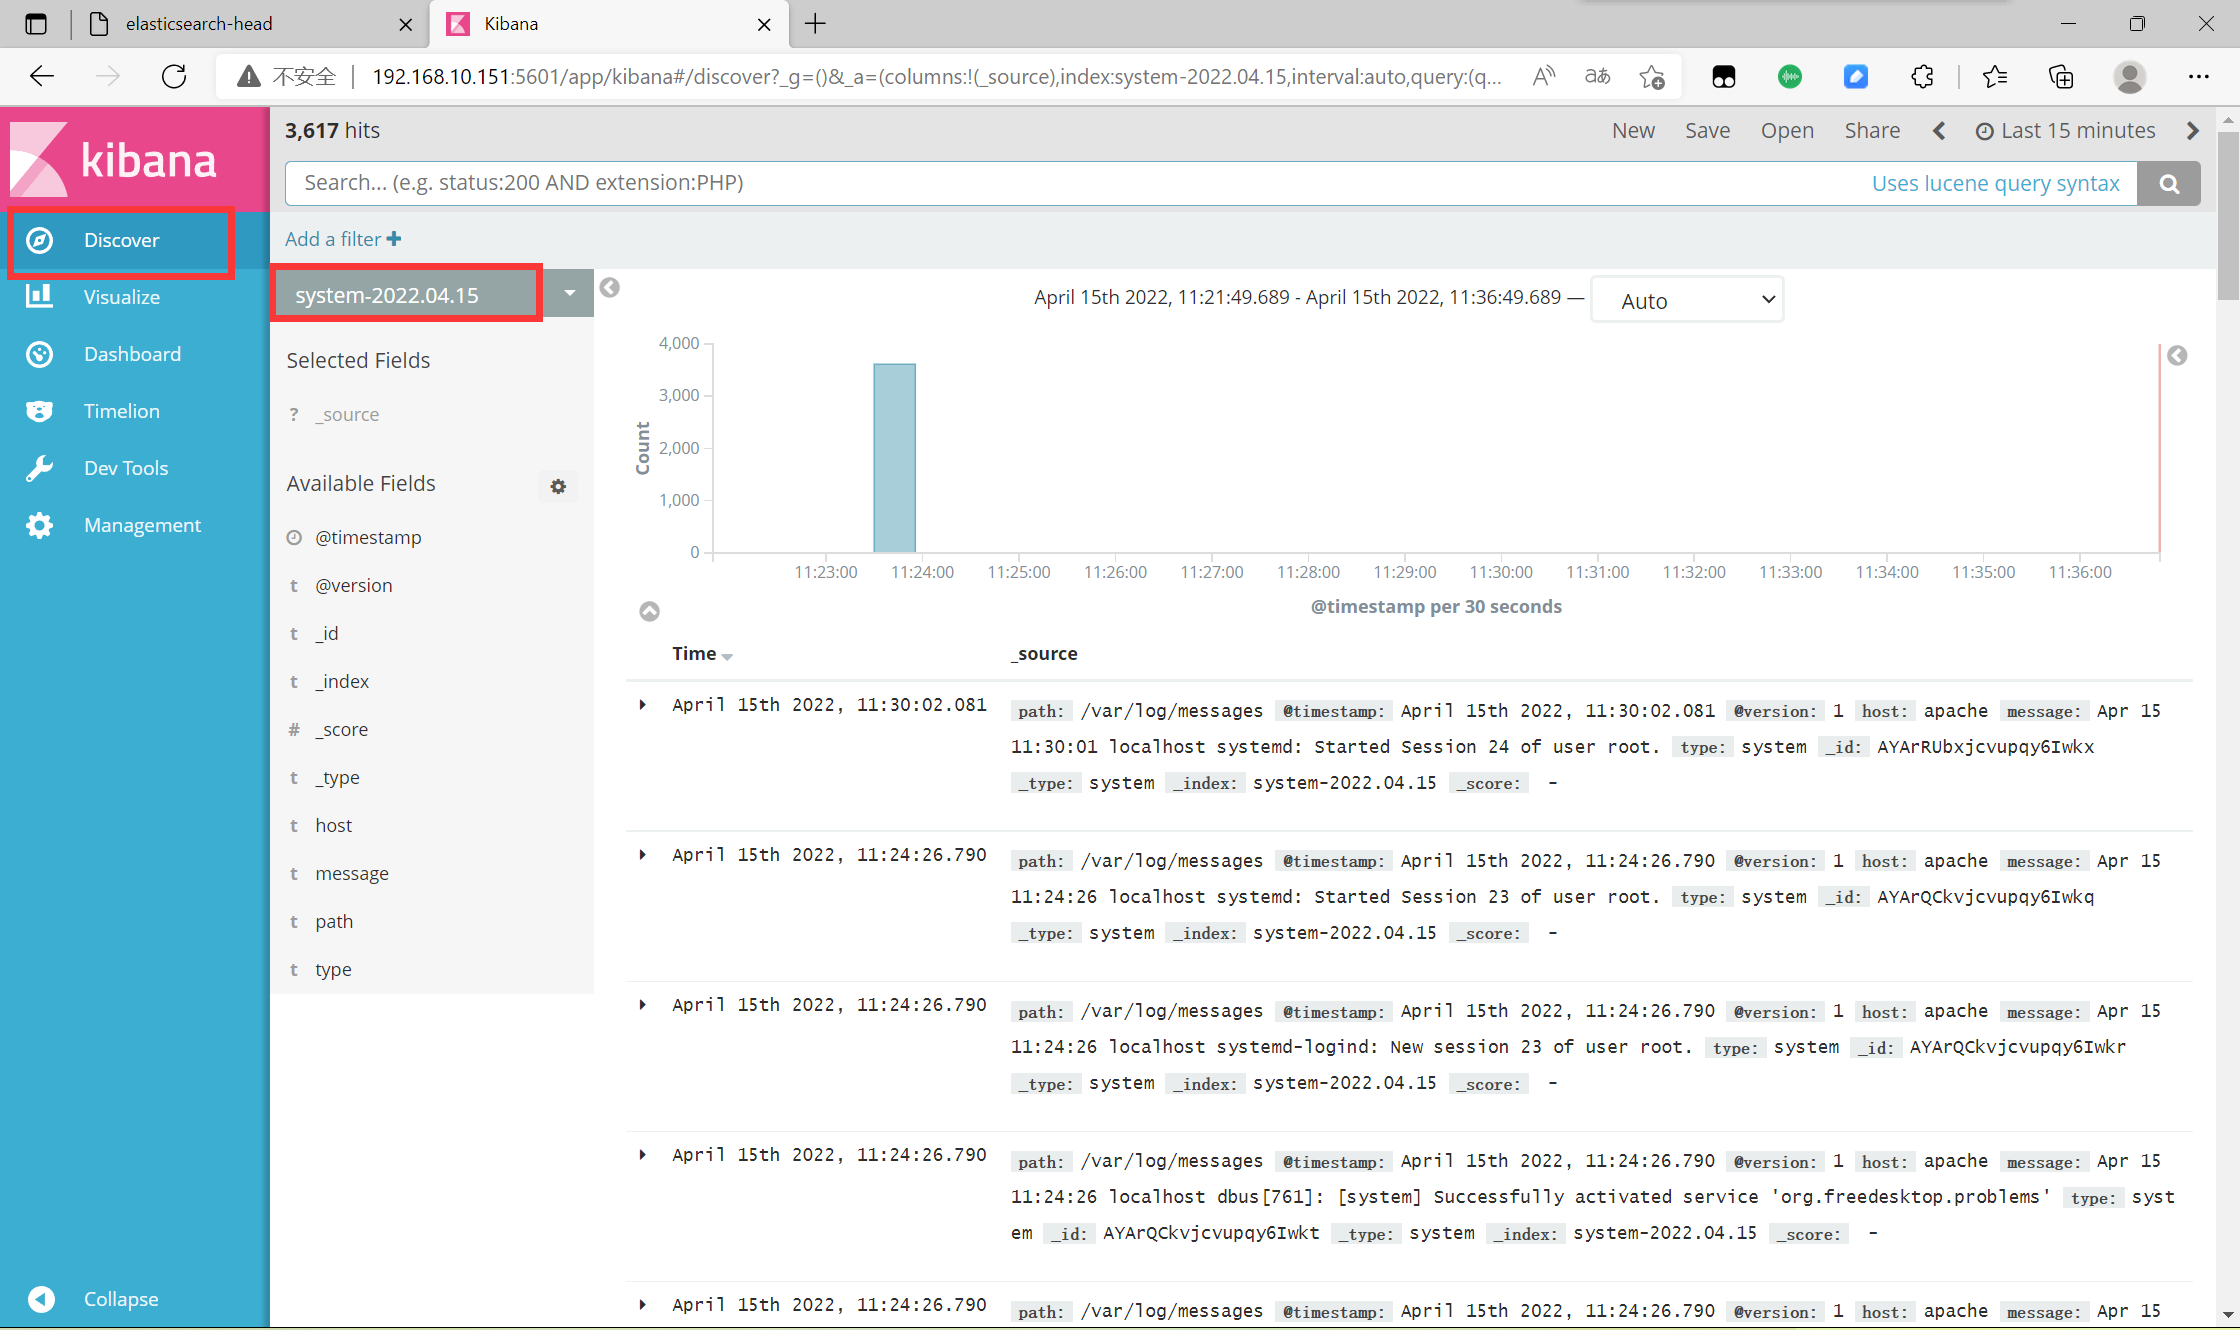 elasticsearch-head
Kibana
不安全
192.168.10.151:5601/app/kibana#/discover?_g=()&_a=(columns:!(_source),index:system-2022.04.15,interval:auto,query:(q...
kibana
3,617 hits
New Save Open Share Last 15 minutes
Search... (e.g. status:200 AND extension:PHP)
Uses lucene query syntax
Discover
Visualize
Dashboard
Timelion
Dev Tools
Management
Collapse
Add a filter +
system-2022.04.15
Selected Fields
? _source
Available Fields
@timestamp
t @version
t _id
t _index
# _score
t _type
t host
t message
t path
t type
April 15th 2022, 11:21:49.689 - April 15th 2022, 11:36:49.689 — Auto
4,000
3,000
2,000
1,000
0
Count
11:23:00 11:24:00 11:25:00 11:26:00 11:27:00 11:28:00 11:29:00 11:30:00 11:31:00 11:32:00 11:33:00 11:34:00 11:35:00 11:36:00
@timestamp per 30 seconds
Time _source
April 15th 2022, 11:30:02.081 path: /var/log/messages @timestamp: April 15th 2022, 11:30:02.081 @version: 1 host: apache message: Apr 15
11:30:01 localhost systemd: Started Session 24 of user root. type: system _id: AYArRUbxjcvupqy6Iwkx
_type: system _index: system-2022.04.15 _score: -
April 15th 2022, 11:24:26.790 path: /var/log/messages @timestamp: April 15th 2022, 11:24:26.790 @version: 1 host: apache message: Apr 15
11:24:26 localhost systemd: Started Session 23 of user root. type: system _id: AYArQCkvjcvupqy6Iwkq
_type: system _index: system-2022.04.15 _score: -
April 15th 2022, 11:24:26.790 path: /var/log/messages @timestamp: April 15th 2022, 11:24:26.790 @version: 1 host: apache message: Apr 15
11:24:26 localhost systemd-logind: New session 23 of user root. type: system _id: AYArQCkvjcvupqy6Iwkr
_type: system _index: system-2022.04.15 _score: -
April 15th 2022, 11:24:26.790 path: /var/log/messages @timestamp: April 15th 2022, 11:24:26.790 @version: 1 host: apache message: Apr 15
11:24:26 localhost dbus[761]: [system] Successfully activated service 'org.freedesktop.problems' type: syst
em _id: AYArQCkvjcvupqy6Iwkt _type: system _index: system-2022.04.15 _score: -
April 15th 2022, 11:24:26.790 path: /var/log/messages @timestamp: April 15th 2022, 11:24:26.790 @version: 1 host: apache message: Apr 15